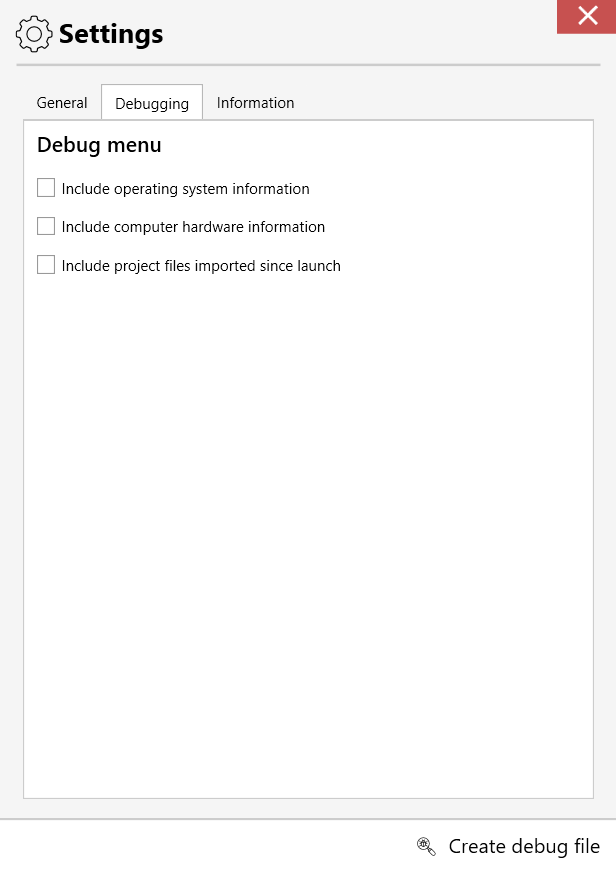 Settings
General
Debugging
Information
Debug menu
Include operating system information
Include computer hardware information
Include project files imported since launch
Create debug file